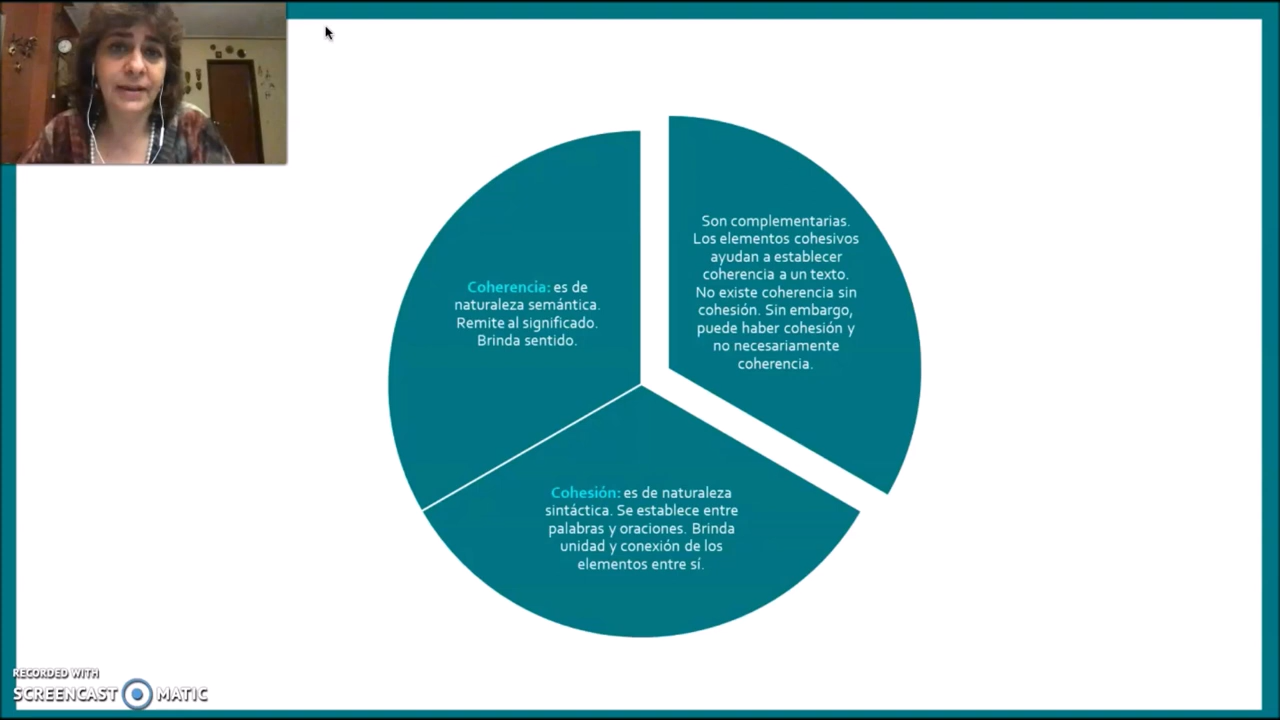 Coherencia: es de
naturaleza semántica.
Remite al significado.
Brinda sentido.
Son complementarias.
Los elementos cohesivos
ayudan a establecer
coherencia a un texto.
No existe coherencia sin
cohesión. Sin embargo,
puede haber cohesión y
no necesariamente
coherencia.
Cohesión: es de naturaleza
sintáctica. Se establece entre
palabras y oraciones. Brinda
unidad y conexión de los
elementos entre sí.
RECORDED WITH
SCREENCAST MATIC